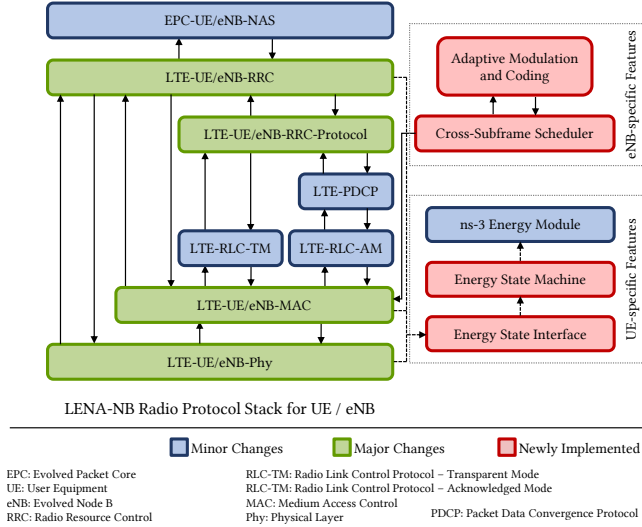 EPC-UE/eNB-NAS
LTE-UE/eNB-RRC
LTE-UE/eNB-RRC-Protocol
LTE-PDCP
LTE-RLC-TM
LTE-RLC-AM
LTE-UE/eNB-MAC
LTE-UE/eNB-Phy
Adaptive Modulation
and Coding
Cross-Subframe Scheduler
eNB-specific Features
ns-3 Energy Module
Energy State Machine
Energy State Interface
UE-specific Features
LENA-NB Radio Protocol Stack for UE / eNB
Minor Changes
Major Changes
Newly Implemented
EPC: Evolved Packet Core
UE: User Equipment
eNB: Evolved Node B
RRC: Radio Resource Control
RLC-TM: Radio Link Control Protocol – Transparent Mode
RLC-TM: Radio Link Control Protocol – Acknowledged Mode
MAC: Medium Access Control
Phy: Physical Layer
PDCP: Packet Data Convergence Protocol